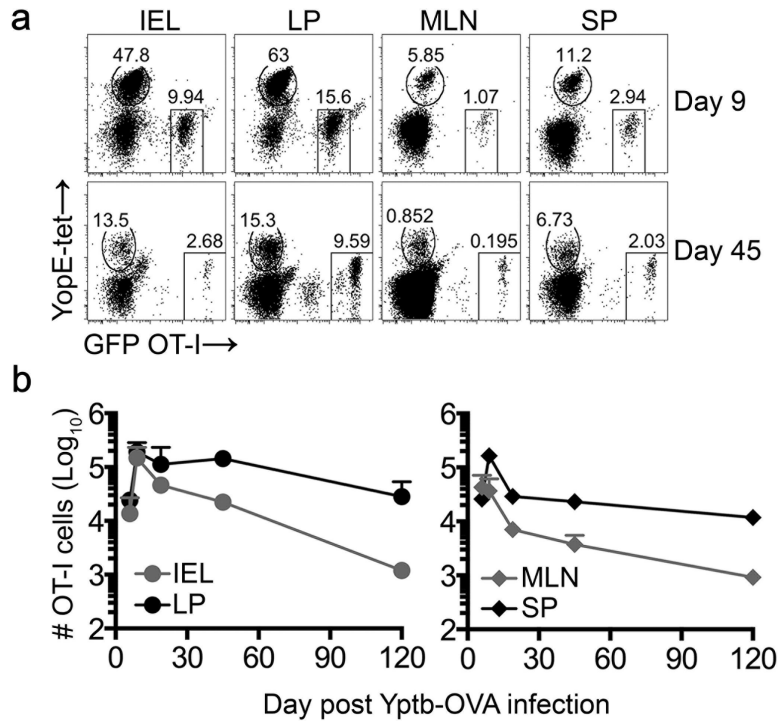 a
IEL LP MLN SP
47.8 63 5.85 11.2
9.94 15.6 1.07 2.94
Day 9
13.5 15.3 0.852 6.73
2.68 9.59 0.195 2.03
Day 45
YopE-tet→
GFP OT-I→
b
# OT-I cells (Log10)
6
5
4
3
2
IEL
LP
0 30 60 90 120
6
5
4
3
2
MLN
SP
0 30 60 90 120
Day post Yptb-OVA infection